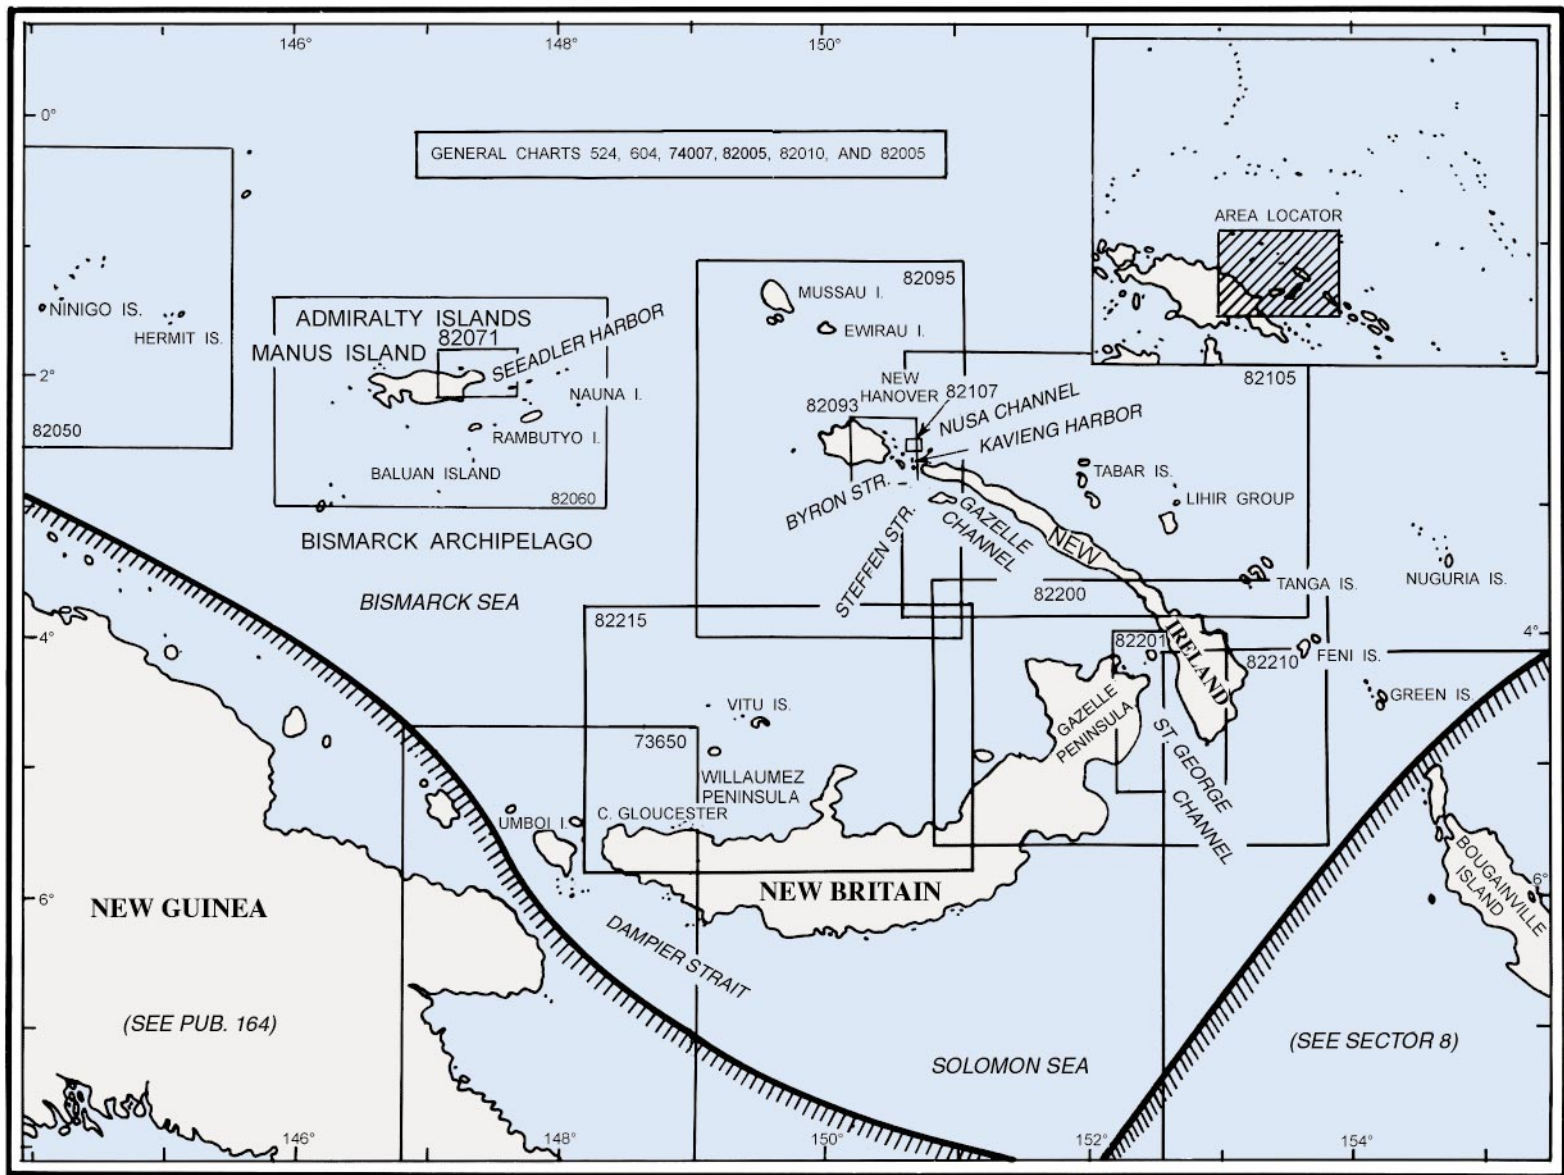 146°
148°
150°
0°
GENERAL CHARTS 524, 604, 74007, 82005, 82010, AND 82005
AREA LOCATOR
82095
MUSSAU I.
EWIRAU I.
NINIGO IS.
HERMIT IS.
82050
ADMIRALTY ISLANDS
MANUS ISLAND
82071
SEEADLER HARBOR
NAUNA I.
RAMBUTYO I.
BALUAN ISLAND
82060
2°
NEW
HANOVER
82107
82093
NUSA CHANNEL
KAVIENG HARBOR
82105
BYRON STR.
STEFFEN STR.
GAZELLE
CHANNEL
TABAR IS.
LIHIR GROUP
NEW
IRELAND
TANGA IS.
NUGURIA IS.
BISMARCK ARCHIPELAGO
BISMARCK SEA
82200
82215
82201
82210
4°
4°
FENI IS.
GREEN IS.
VITU IS.
73650
WILLAUMEZ
PENINSULA
GAZELLE
PENINSULA
ST. GEORGE
CHANNEL
UMBOI I.
C. GLOUCESTER
NEW BRITAIN
NEW GUINEA
6°
6°
BOUGAINVILLE
ISLAND
DAMPIER STRAIT
(SEE PUB. 164)
SOLOMON SEA
(SEE SECTOR 8)
146°
148°
150°
152°
154°